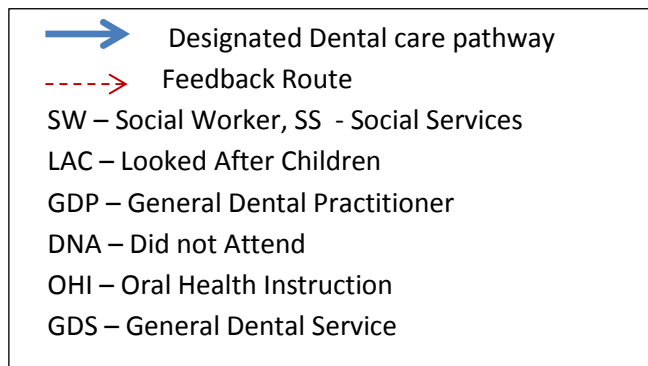 Designated Dental care pathway
Feedback Route
SW – Social Worker, SS - Social Services
LAC – Looked After Children
GDP – General Dental Practitioner
DNA – Did not Attend
OHI – Oral Health Instruction
GDS – General Dental Service